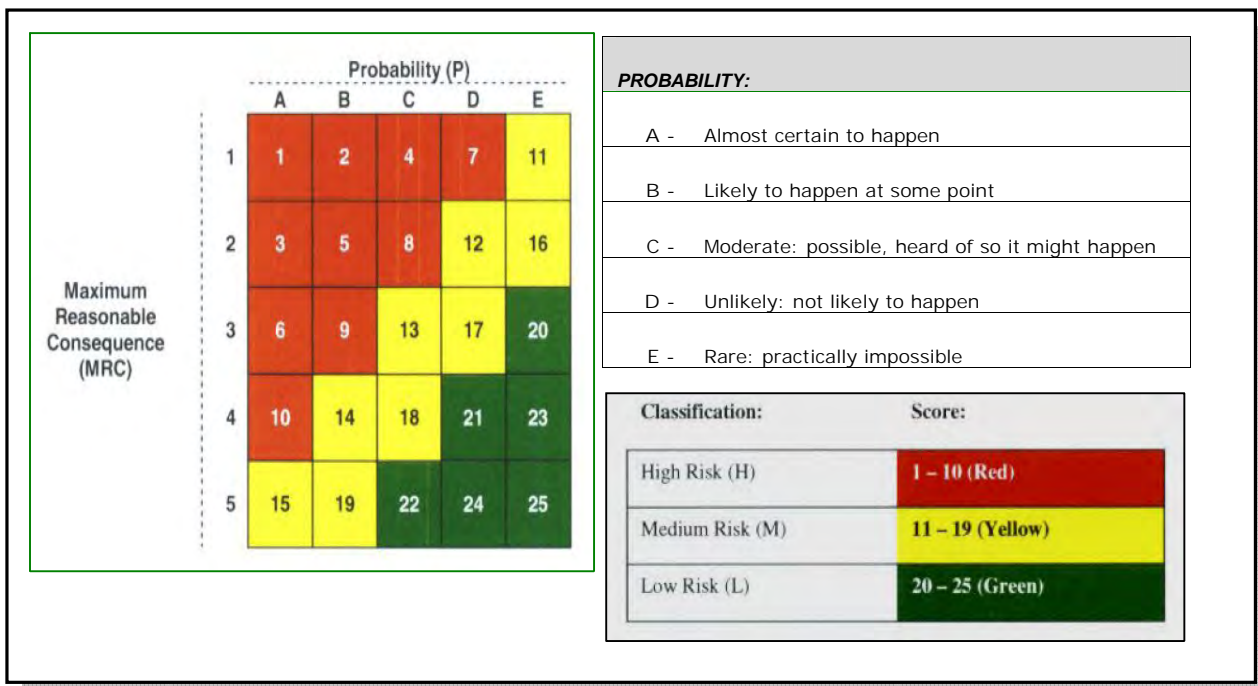 Probability (P)
A B C D E
1 1 2 4 7 11
2 3 5 8 12 16
Maximum
Reasonable
Consequence
(MRC)
3 6 9 13 17 20
4 10 14 18 21 23
5 15 19 22 24 25
PROBABILITY:
A - Almost certain to happen
B - Likely to happen at some point
C - Moderate: possible, heard of so it might happen
D - Unlikely: not likely to happen
E - Rare: practically impossible
Classification: Score:
High Risk (H) 1 – 10 (Red)
Medium Risk (M) 11 – 19 (Yellow)
Low Risk (L) 20 – 25 (Green)